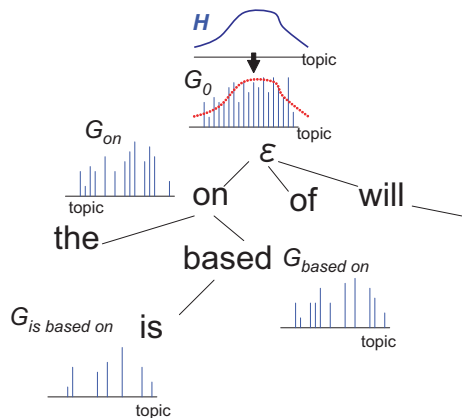 H
topic
G0
topic
Gon
topic
ε
on
of
will
the
based
Gbased on
topic
Gis based on
is
topic